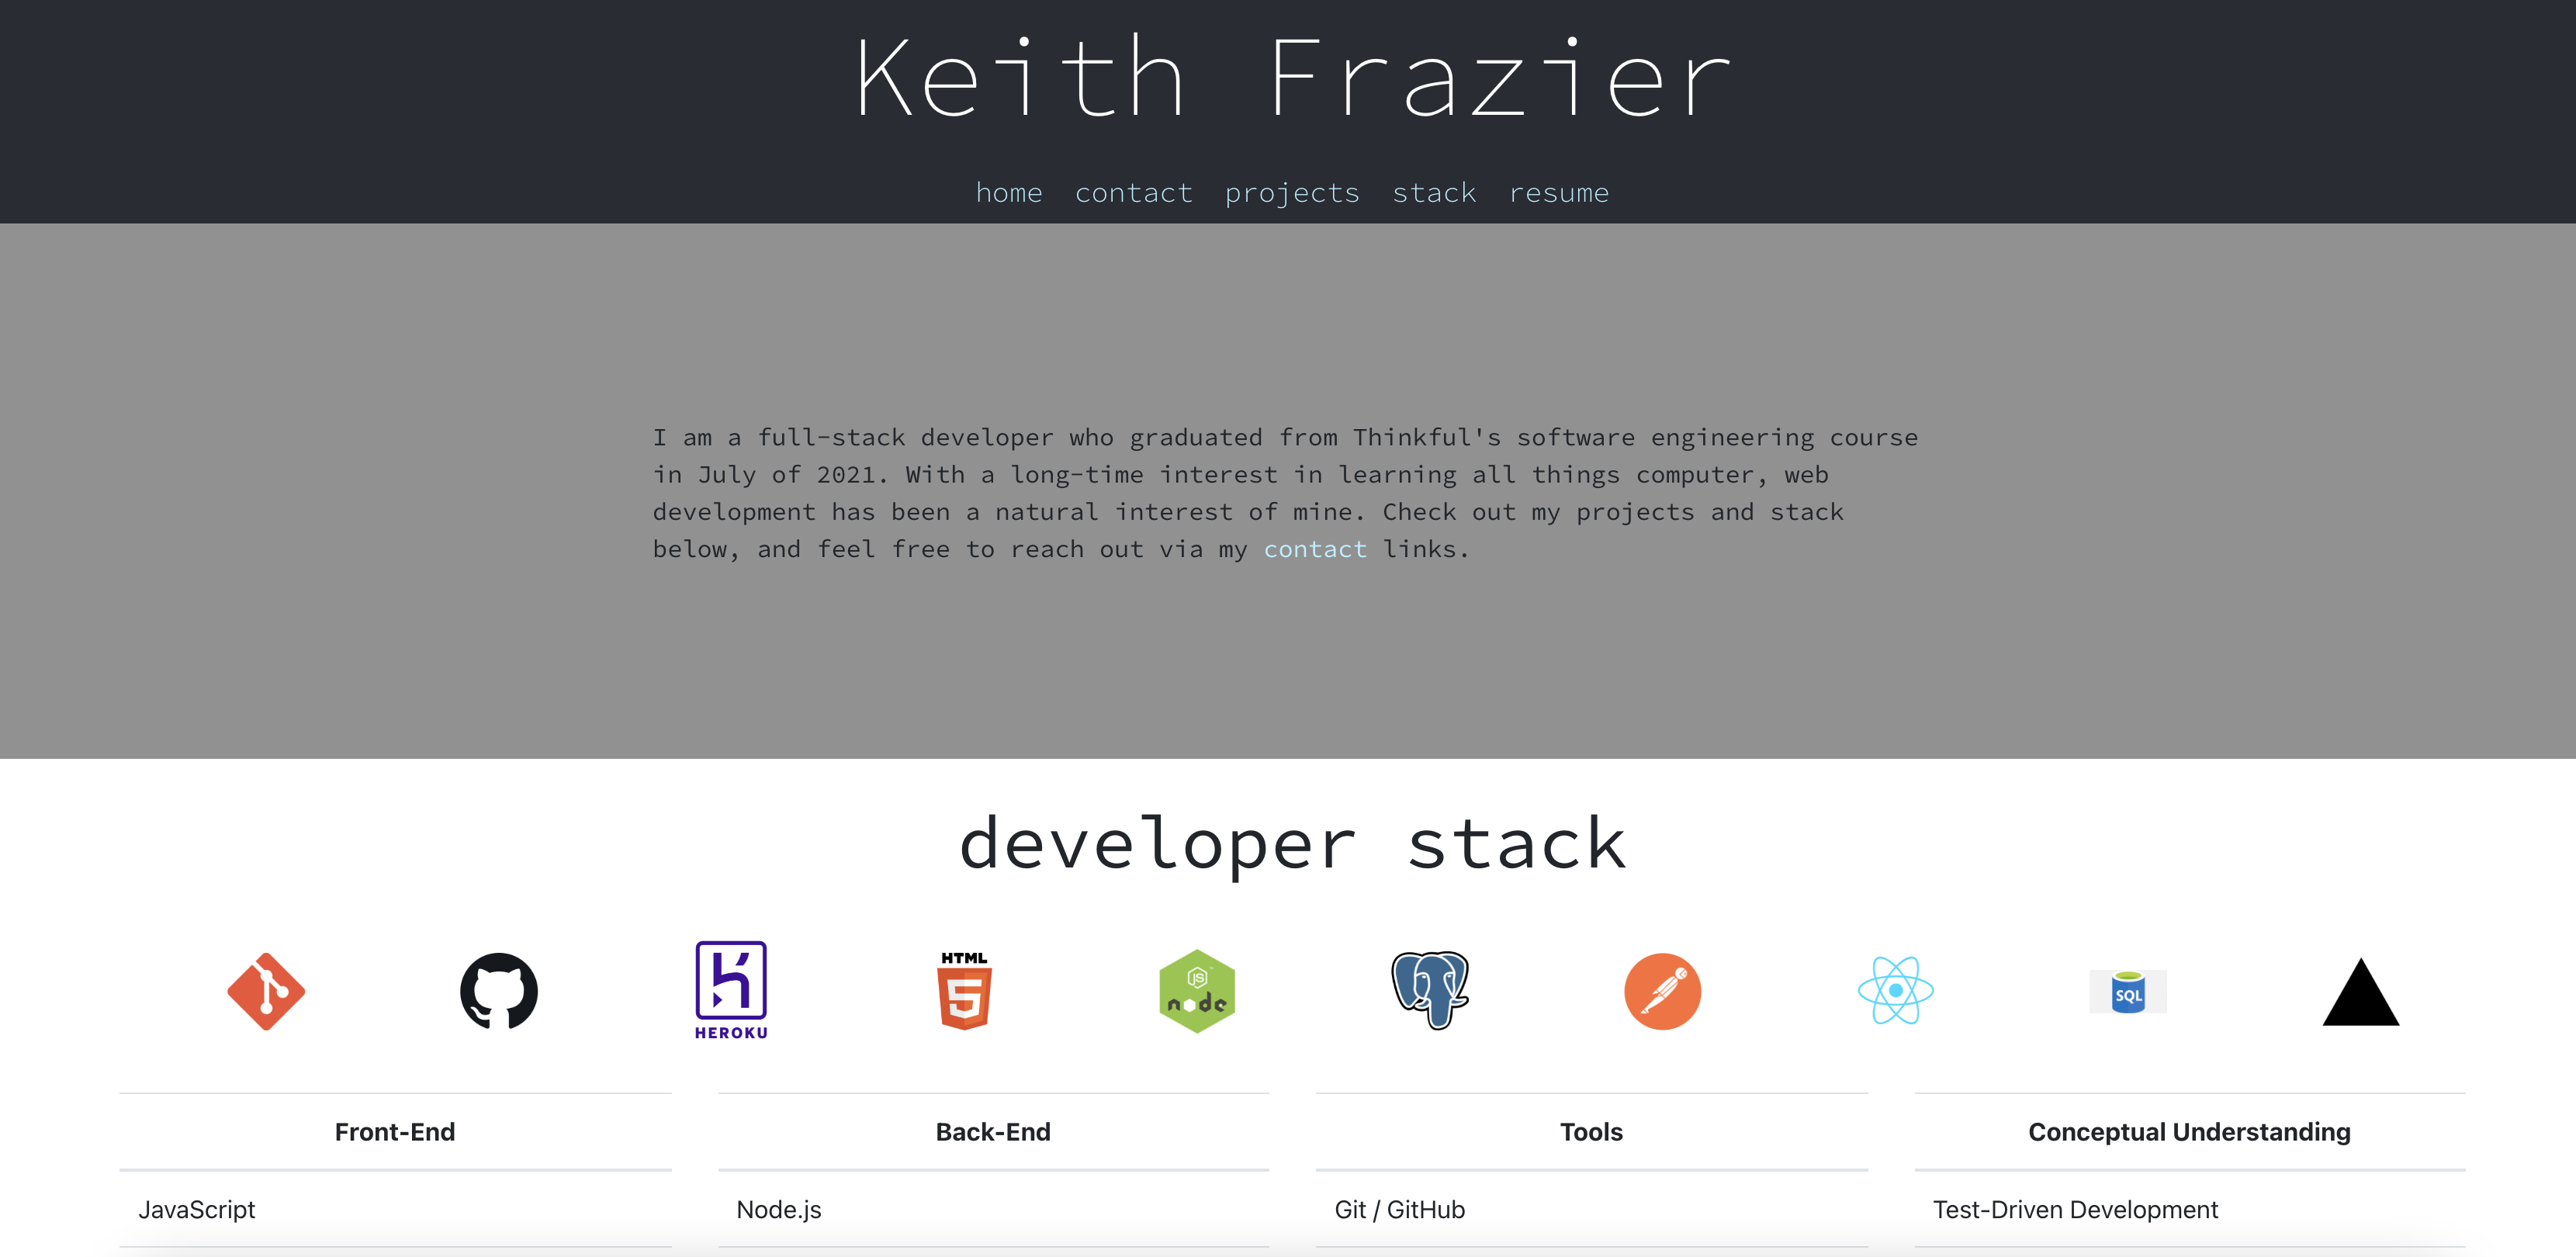 Keith Frazier
home contact projects stack resume
I am a full-stack developer who graduated from Thinkful's software engineering course
in July of 2021. With a long-time interest in learning all things computer, web
development has been a natural interest of mine. Check out my projects and stack
below, and feel free to reach out via my contact links.
developer stack
HEROKU
HTML
5
JS
node
SQL
Front-End Back-End Tools Conceptual Understanding
JavaScript Node.js Git / GitHub Test-Driven Development